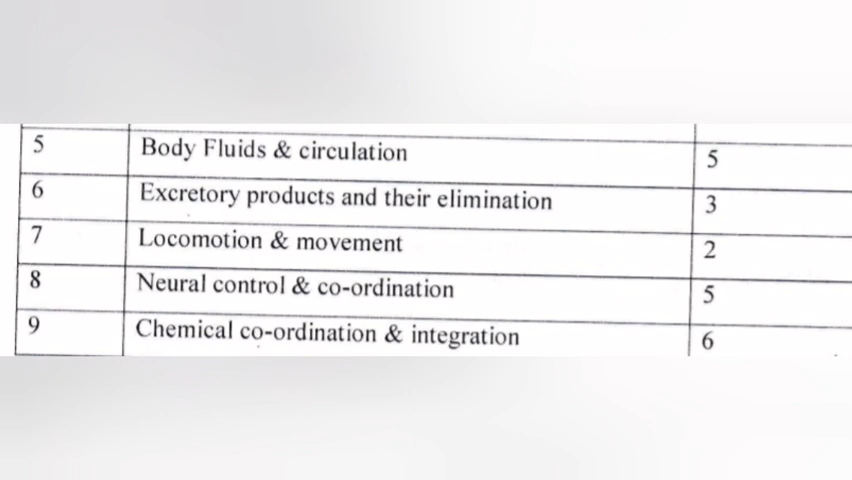 5 Body Fluids & circulation 5
6 Excretory products and their elimination 3
7 Locomotion & movement 2
8 Neural control & co-ordination 5
9 Chemical co-ordination & integration 6